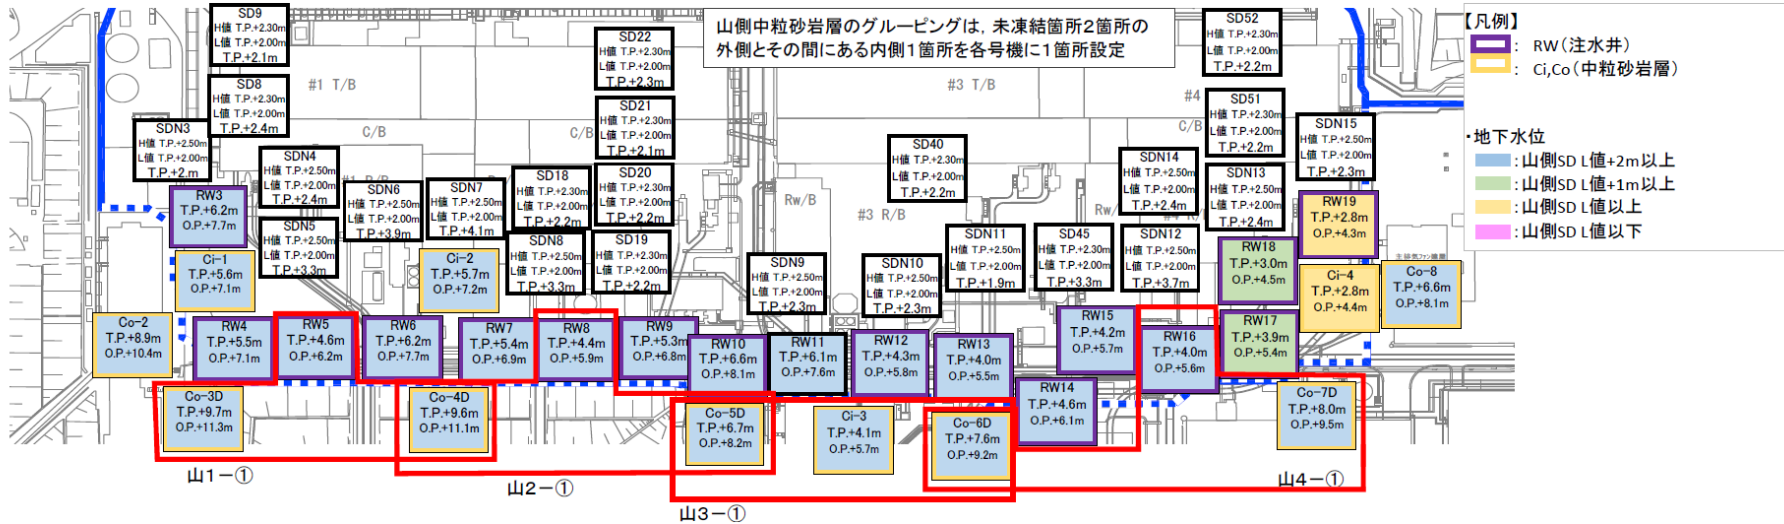 山側中粒砂岩層のグルーピングは，未凍結箇所2箇所の
外側とその間にある内側1箇所を各号機に1箇所設定
【凡例】
： RW（注水井）
： Ci,Co（中粒砂岩層）
・地下水位
：山側SD L値+2m以上
：山側SD L値+1m以上
：山側SD L値以上
：山側SD L値以下
SD9
H値 T.P.+2.30m
L値 T.P.+2.00m
T.P.+2.1m
SD8
H値 T.P.+2.30m
L値 T.P.+2.00m
T.P.+2.4m
SDN3
H値 T.P.+2.50m
L値 T.P.+2.00m
T.P.+2.m
SDN4
H値 T.P.+2.50m
L値 T.P.+2.00m
T.P.+2.4m
SDN5
H値 T.P.+2.50m
L値 T.P.+2.00m
T.P.+3.3m
SDN6
H値 T.P.+2.50m
L値 T.P.+2.00m
T.P.+3.9m
SDN7
H値 T.P.+2.50m
L値 T.P.+2.00m
T.P.+4.1m
SD18
H値 T.P.+2.30m
L値 T.P.+2.00m
T.P.+2.2m
SDN8
H値 T.P.+2.50m
L値 T.P.+2.00m
T.P.+3.3m
SD22
H値 T.P.+2.30m
L値 T.P.+2.00m
T.P.+2.3m
SD21
H値 T.P.+2.30m
L値 T.P.+2.00m
T.P.+2.1m
SD20
H値 T.P.+2.30m
L値 T.P.+2.00m
T.P.+2.2m
SD19
H値 T.P.+2.30m
L値 T.P.+2.00m
T.P.+2.2m
SDN9
H値 T.P.+2.50m
L値 T.P.+2.00m
T.P.+2.3m
SDN10
H値 T.P.+2.50m
L値 T.P.+2.00m
T.P.+2.3m
SD40
H値 T.P.+2.30m
L値 T.P.+2.00m
T.P.+2.2m
SDN11
H値 T.P.+2.50m
L値 T.P.+2.00m
T.P.+1.9m
SD45
H値 T.P.+2.30m
L値 T.P.+2.00m
T.P.+3.3m
SDN12
H値 T.P.+2.50m
L値 T.P.+2.00m
T.P.+3.7m
SDN14
H値 T.P.+2.50m
L値 T.P.+2.00m
T.P.+2.4m
SD52
H値 T.P.+2.30m
L値 T.P.+2.00m
T.P.+2.2m
SD51
H値 T.P.+2.30m
L値 T.P.+2.00m
T.P.+2.2m
SDN13
H値 T.P.+2.50m
L値 T.P.+2.00m
T.P.+2.4m
SDN15
H値 T.P.+2.50m
L値 T.P.+2.00m
T.P.+2.3m
#1 T/B
C/B
C/B
#3 T/B
#4
C/B
Rw/B
#3 R/B
Rw/
RW3
T.P.+6.2m
O.P.+7.7m
Ci-1
T.P.+5.6m
O.P.+7.1m
Ci-2
T.P.+5.7m
O.P.+7.2m
Co-2
T.P.+8.9m
O.P.+10.4m
RW4
T.P.+5.5m
O.P.+7.1m
RW5
T.P.+4.6m
O.P.+6.2m
RW6
T.P.+6.2m
O.P.+7.7m
RW7
T.P.+5.4m
O.P.+6.9m
RW8
T.P.+4.4m
O.P.+5.9m
RW9
T.P.+5.3m
O.P.+6.8m
RW10
T.P.+6.6m
O.P.+8.1m
RW11
T.P.+6.1m
O.P.+7.6m
RW12
T.P.+4.3m
O.P.+5.8m
RW13
T.P.+4.0m
O.P.+5.5m
RW14
T.P.+4.6m
O.P.+6.1m
RW15
T.P.+4.2m
O.P.+5.7m
RW16
T.P.+4.0m
O.P.+5.6m
RW17
T.P.+3.9m
O.P.+5.4m
RW18
T.P.+3.0m
O.P.+4.5m
RW19
T.P.+2.8m
O.P.+4.3m
Ci-4
T.P.+2.8m
O.P.+4.4m
Co-8
T.P.+6.6m
O.P.+8.1m
Co-3D
T.P.+9.7m
O.P.+11.3m
Co-4D
T.P.+9.6m
O.P.+11.1m
Co-5D
T.P.+6.7m
O.P.+8.2m
Ci-3
T.P.+4.1m
O.P.+5.7m
Co-6D
T.P.+7.6m
O.P.+9.2m
Co-7D
T.P.+8.0m
O.P.+9.5m
山1-①
山2-①
山3-①
山4-①